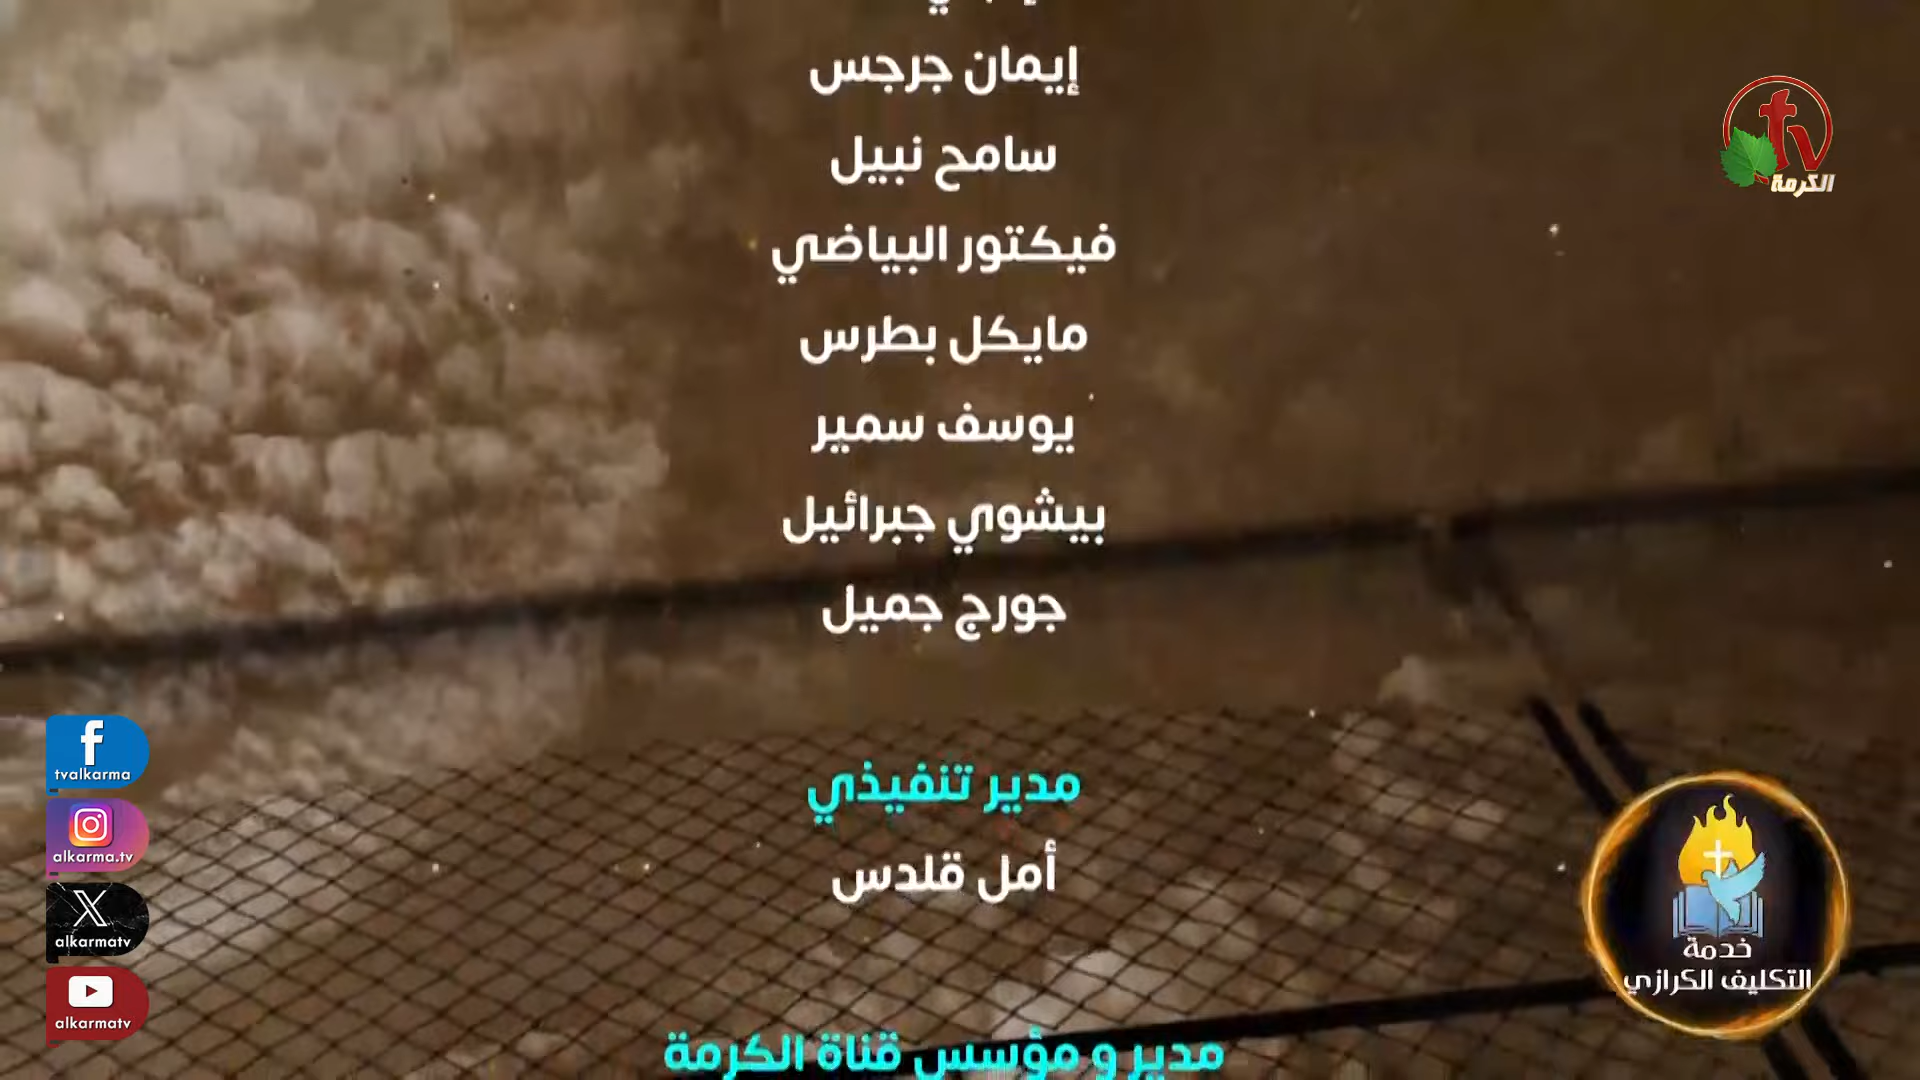 إيمان جرجس
سامح نبيل
فيكتور البياضي
مايكل بطرس
يوسف سمير
بيشوي جبرائيل
جورج جميل
مدير تنفيذي
أمل قلدس
مدير و مؤسس قناة الكرمة
tv
الكرمة
tvalkarma
alkarma.tv
alkarmatv
alkarmatv
خدمة
التكليف الكرازي